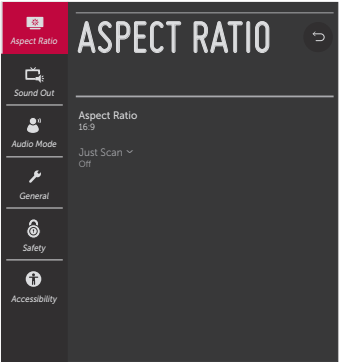 Aspect Ratio
Sound Out
Audio Mode
General
Safety
Accessibility
ASPECT RATIO
Aspect Ratio
16:9
Just Scan
Off